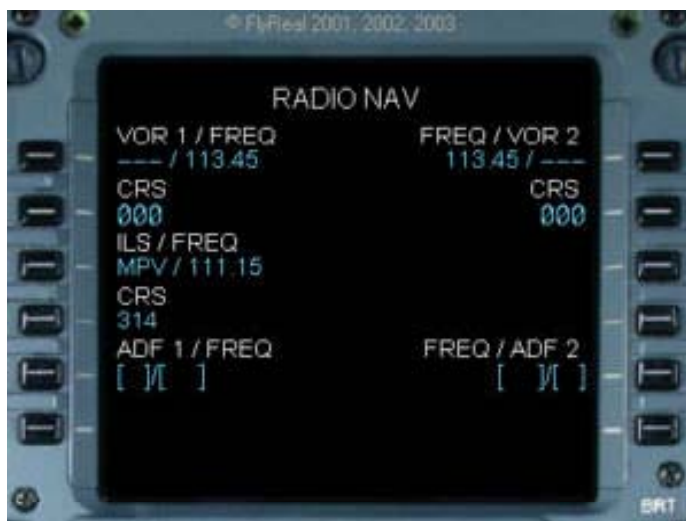 © FlyReal 2001, 2002, 2003
RADIO NAV
VOR 1 / FREQ FREQ / VOR 2
--- / 113.45 113.45 / ---
CRS CRS
000 000
ILS / FREQ
MPV / 111.15
CRS
314
ADF 1 / FREQ FREQ / ADF 2
[ ]/[ ] [ ]/[ ]
BRT